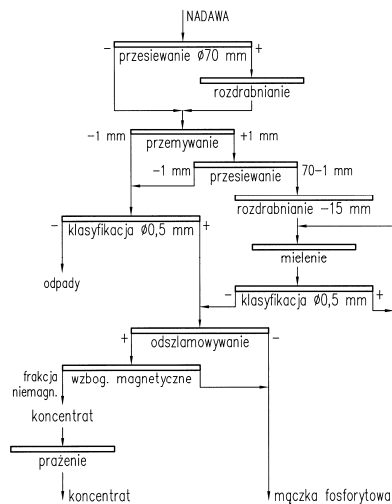 NADAWA
- przesiewanie Ø70 mm +
rozdrabnianie
-1 mm przemywanie +1 mm
-1 mm przesiewanie 70-1 mm
rozdrabnianie -15 mm
- klasyfikacja Ø0,5 mm +
mielenie
odpady
- klasyfikacja Ø0,5 mm +
+ odszlamowywanie -
frakcja niemagn.
wzbog. magnetyczne
koncentrat
prażenie
koncentrat
mączka fosforytowa